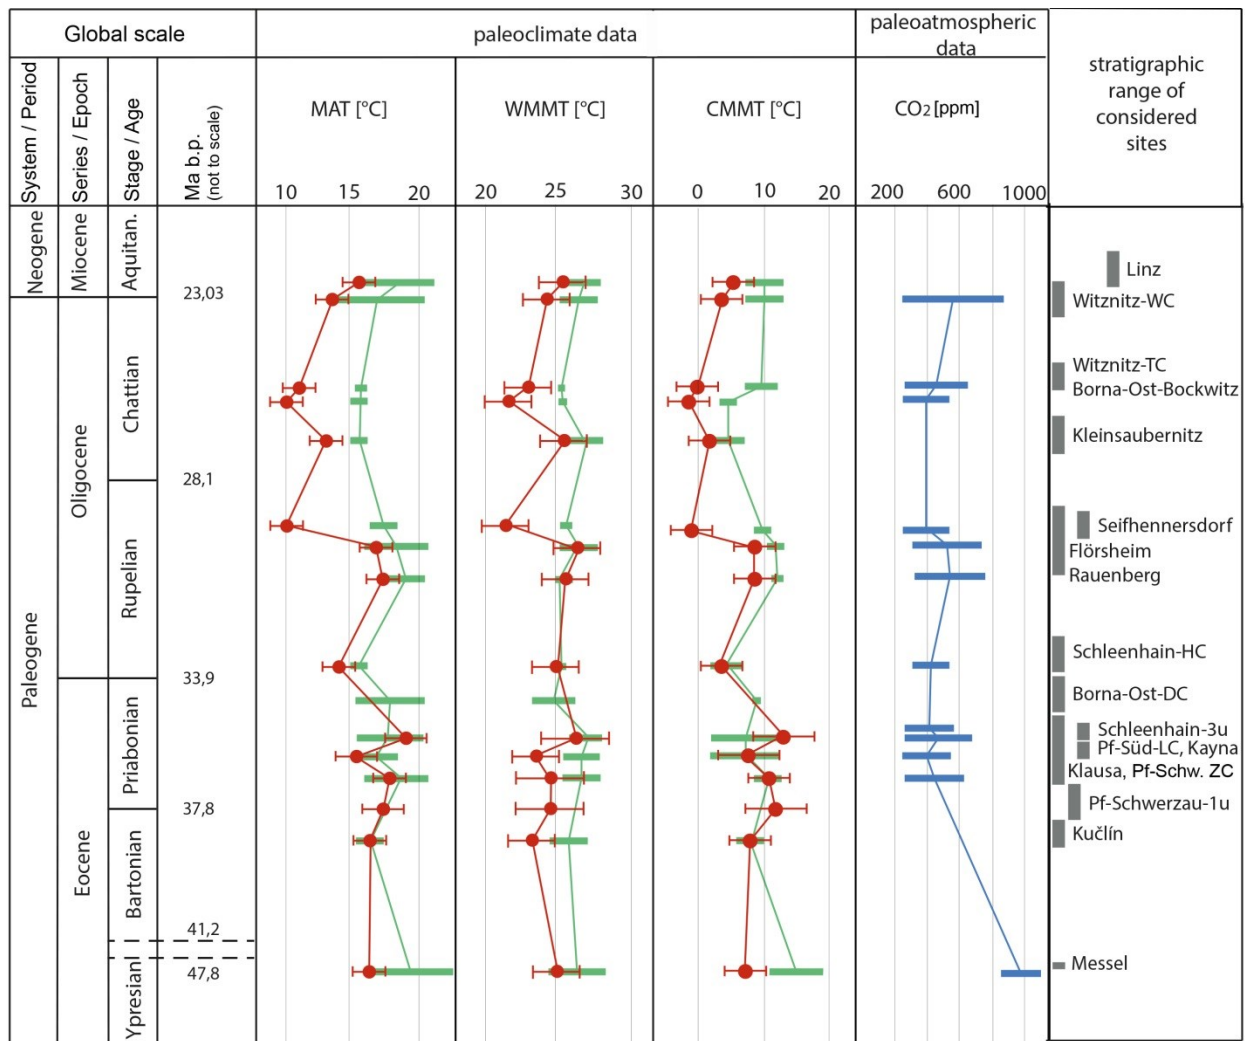 Global scale
paleoclimate data
paleoatmospheric
data
System / Period
Series / Epoch
Stage / Age
Ma b.p.
(not to scale)
MAT [°C]
WMMT [°C]
CMMT [°C]
CO2 [ppm]
stratigraphic
range of
considered
sites
10 15 20
20 25 30
0 10 20
200 600 1000
Neogene
Miocene
Aquitan.
23,03
Paleogene
Oligocene
Chattian
28,1
Rupelian
33,9
Eocene
Priabonian
37,8
Bartonian
41,2
47,8
Ypresian
Linz
Witznitz-WC
Witznitz-TC
Borna-Ost-Bockwitz
Kleinsaubernitz
Seifhennersdorf
Flörsheim
Rauenberg
Schleenhain-HC
Borna-Ost-DC
Schleenhain-3u
Pf-Süd-LC, Kayna
Klausa, Pf-Schw. ZC
Pf-Schwerzau-1u
Kučlín
Messel